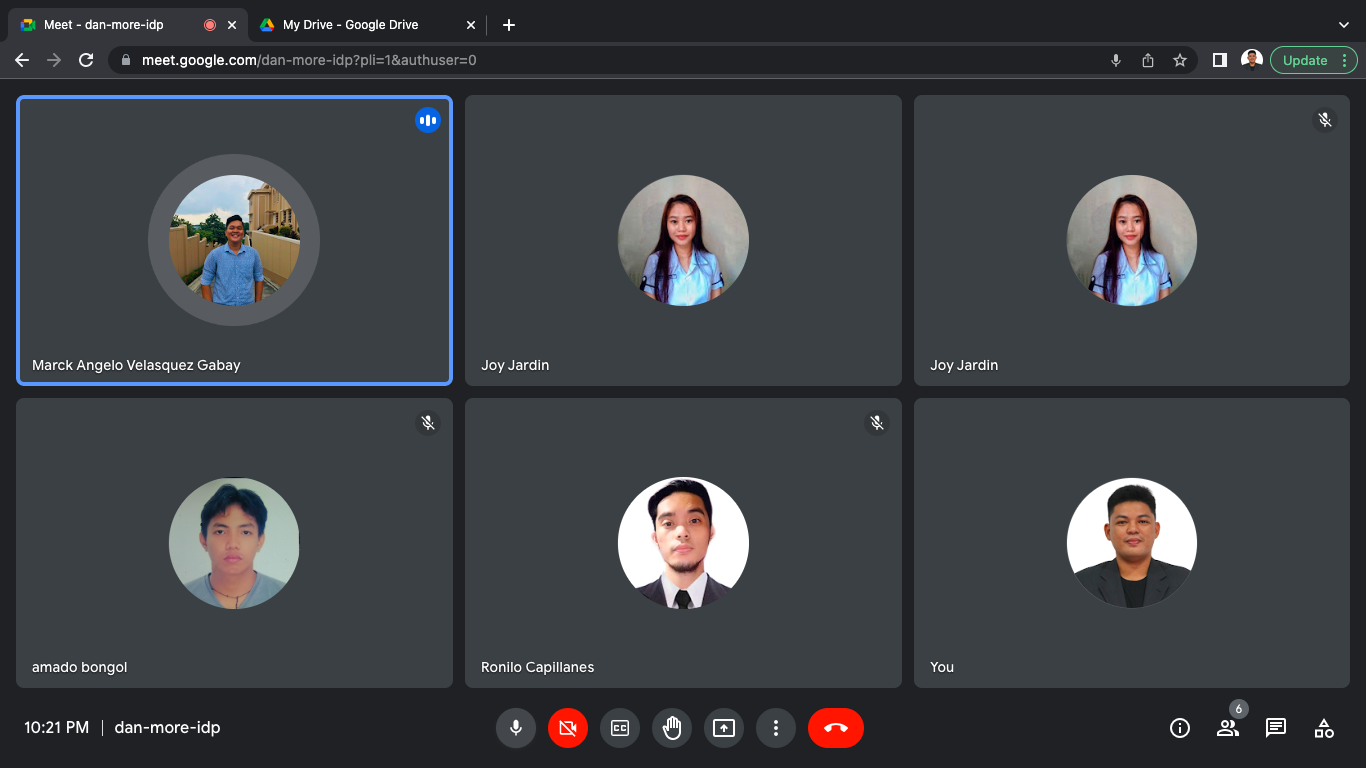 Meet - dan-more-idp
My Drive - Google Drive
meet.google.com/dan-more-idp?pli=1&authuser=0
Update
Marck Angelo Velasquez Gabay
Joy Jardin
Joy Jardin
amado bongol
Ronilo Capillanes
You
10:21 PM | dan-more-idp
CC
6